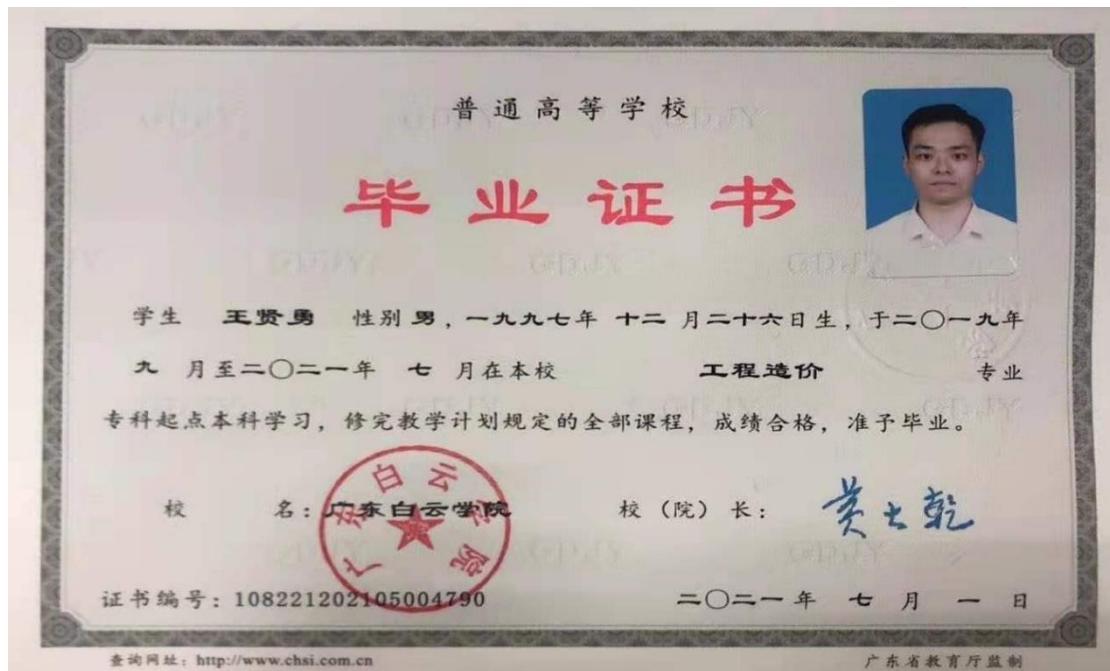 普通高等学校
毕业证书
学生 王贤勇 性别 男，一九九七年 十二 月二十六日生，于二〇一九年
九 月至二〇二一年 七 月在本校 工程造价 专业
专科起点本科学习，修完教学计划规定的全部课程，成绩合格，准予毕业。
校 名：广东白云学院 校（院）长：
广东白云学院
证书编号：108221202105004790 二〇二一年 七 月 一 日
查询网址：http://www.chsi.com.cn 广东省教育厅监制